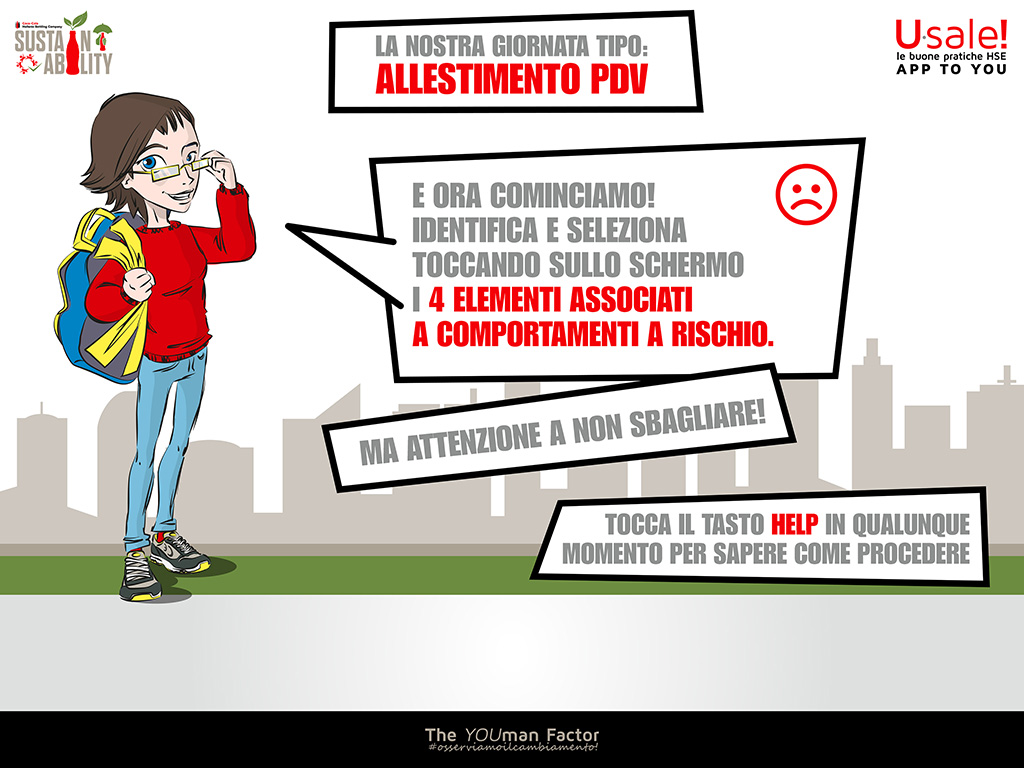 Coca-Cola
Hellenic Bottling Company
SUSTAIN
ABILITY
LA NOSTRA GIORNATA TIPO:
ALLESTIMENTO PDV
U·sale!
le buone pratiche HSE
APP TO YOU
E ORA COMINCIAMO!
IDENTIFICA E SELEZIONA
TOCCANDO SULLO SCHERMO
I 4 ELEMENTI ASSOCIATI
A COMPORTAMENTI A RISCHIO.
MA ATTENZIONE A NON SBAGLIARE!
TOCCA IL TASTO HELP IN QUALUNQUE
MOMENTO PER SAPERE COME PROCEDERE
The YOUman Factor
#osserviamoilcambiamento!